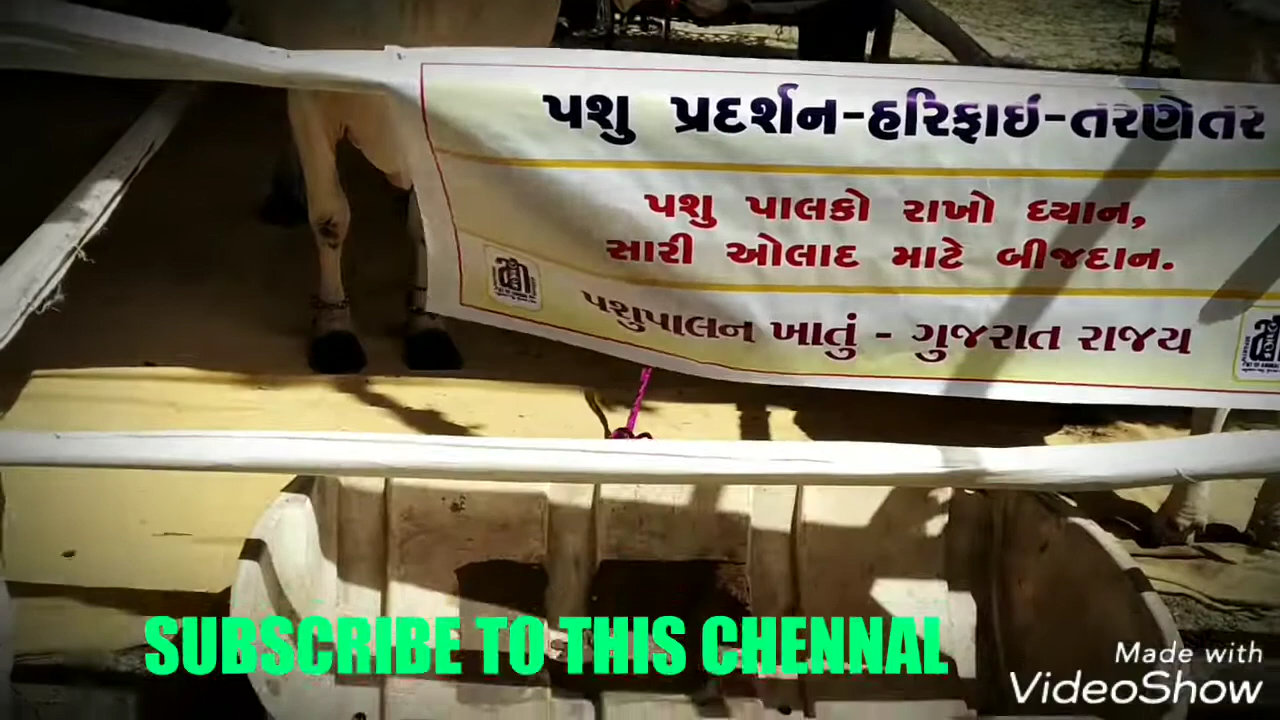 પશુ પ્રદર્શન-હરિફાઇ-તરણેતર
પશુ પાલકો રાખો ધ્યાન,
સારી ઓલાદ માટે બીજદાન.
પશુપાલન ખાતું - ગુજરાત રાજય
SUBSCRIBE TO THIS CHENNAL
Made with
VideoShow